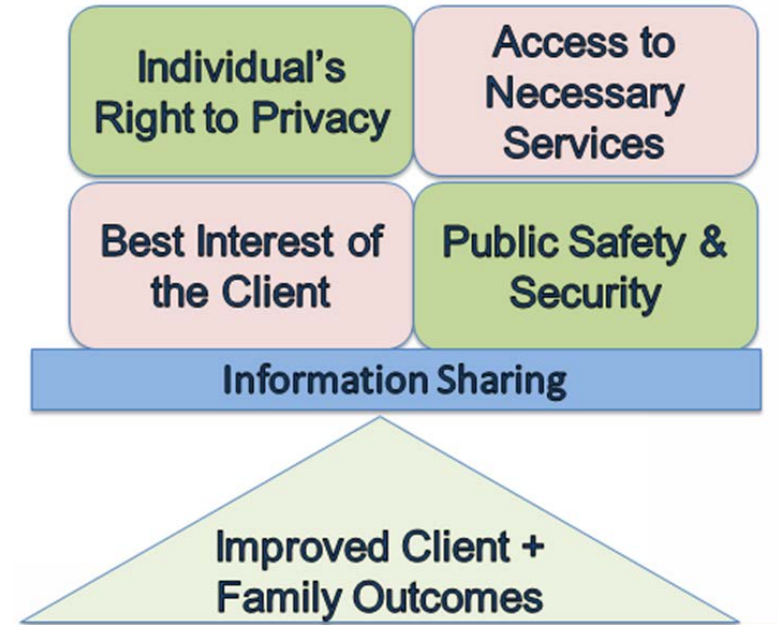 Individual's
Right to Privacy
Access to
Necessary
Services
Best Interest of
the Client
Public Safety &
Security
Information Sharing
Improved Client +
Family Outcomes